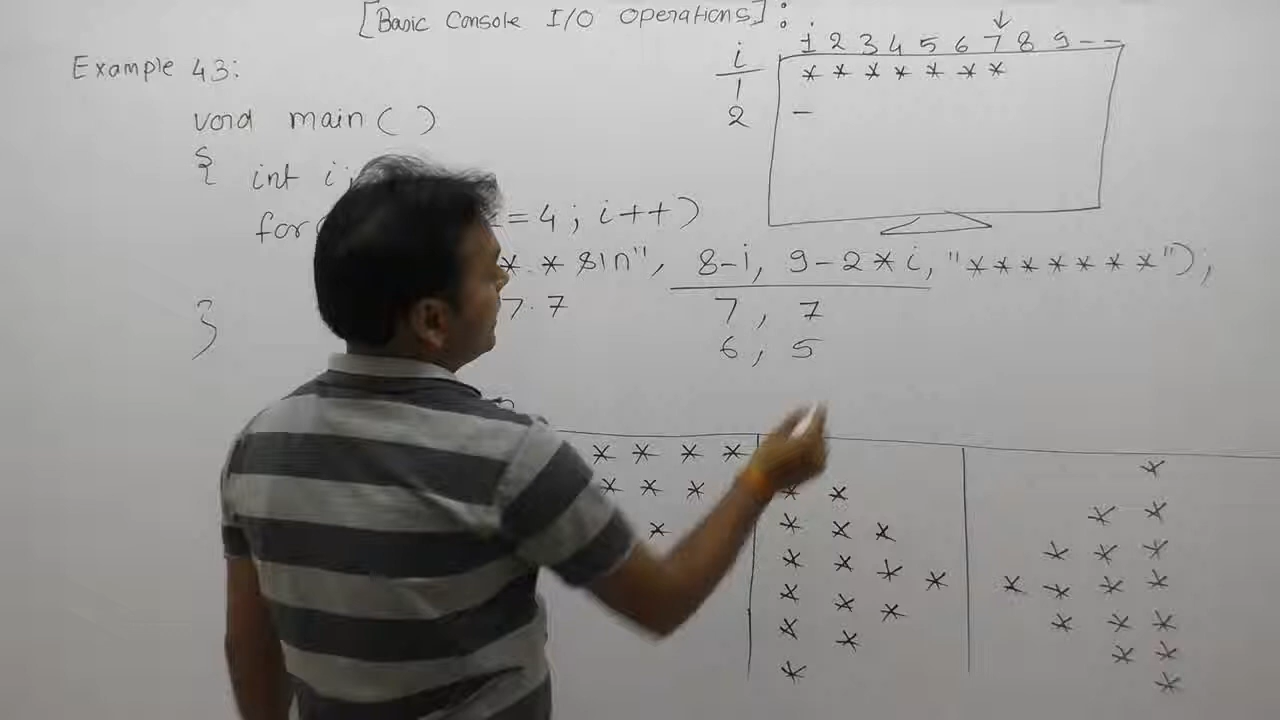 [Basic Console I/O Operations]:
Example 43:
1 2 3 4 5 6 7 8 9 - -
i
1 * * * * * * *
2 -
void main ( )
{ int i;
for =4; i++)
*.* s\n", 8-i, 9-2*i, "*******");
} 7.7 7, 7
6, 5
* * * * *
* * * * * * *
* * * * * *
* * * * * * * *
* * * * * *
* * * *
* *